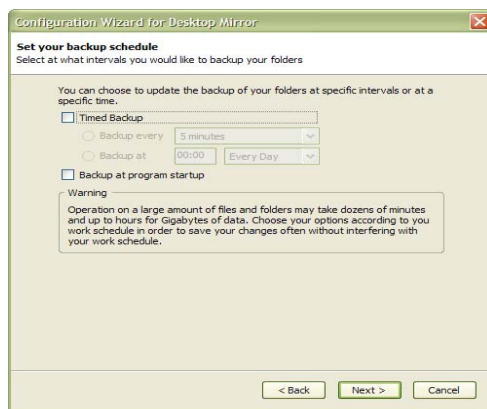 Configuration Wizard for Desktop Mirror
Set your backup schedule
Select at what intervals you would like to backup your folders
You can choose to update the backup of your folders at specific intervals or at a
specific time.
Timed Backup
Backup every 5 minutes
Backup at 00:00 Every Day
Backup at program startup
Warning
Operation on a large amount of files and folders may take dozens of minutes
and up to hours for Gigabytes of data. Choose your options according to you
work schedule in order to save your changes often without interfering with
your work schedule.
< Back Next > Cancel